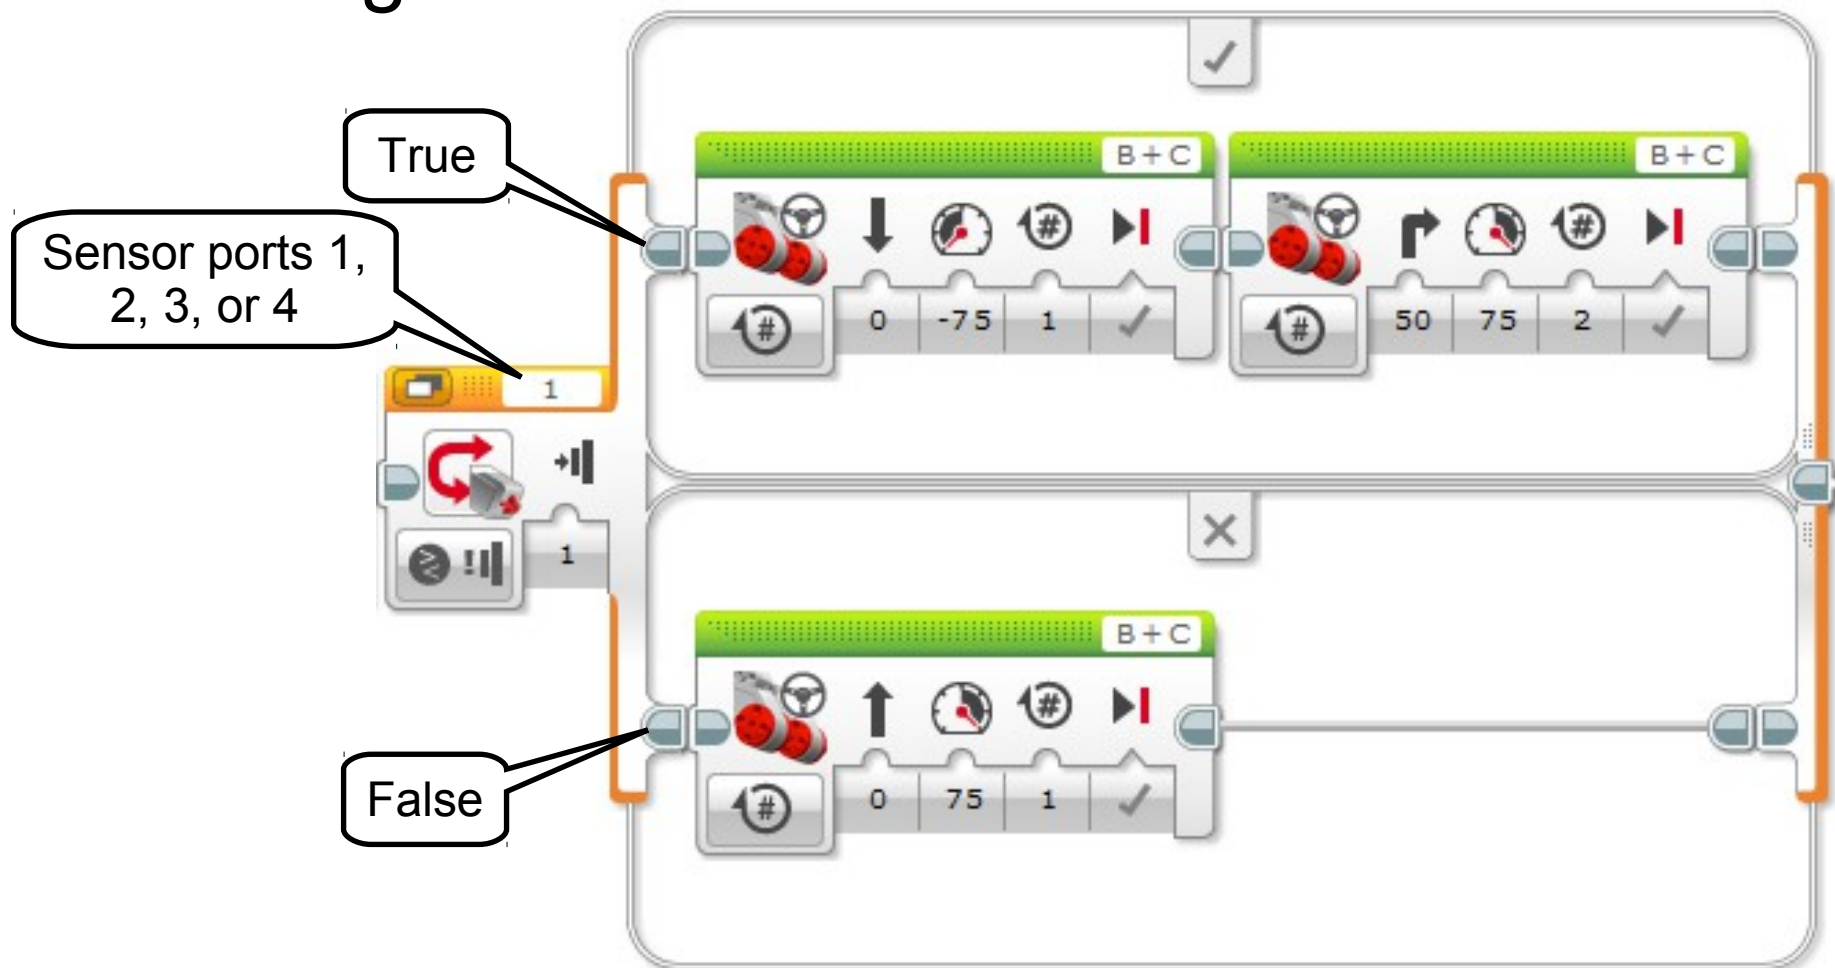 True
B + C
B + C
Sensor ports 1,
2, 3, or 4
#
#
#
0 -75 1
#
50 75 2
1
1
B + C
#
False
#
0 75 1